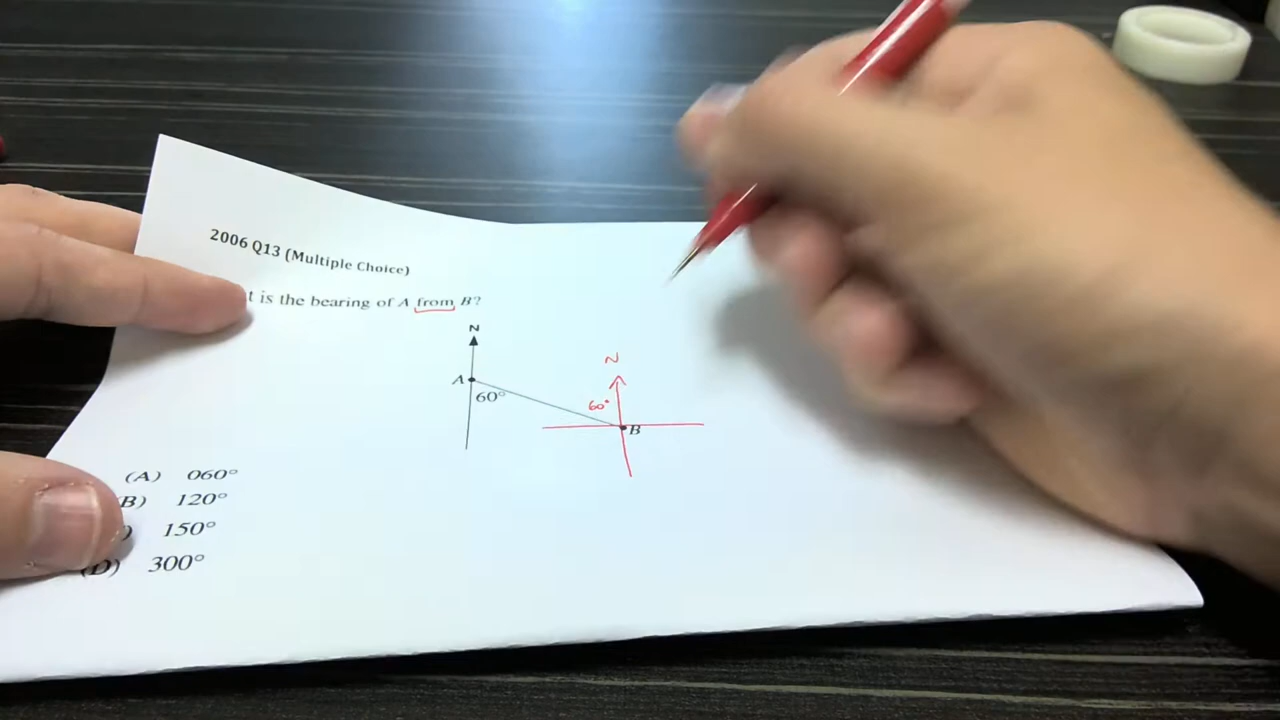 2006 Q13 (Multiple Choice)
t is the bearing of A from B?
N
N
A
60°
60°
B
(A) 060°
B) 120°
) 150°
(D) 300°